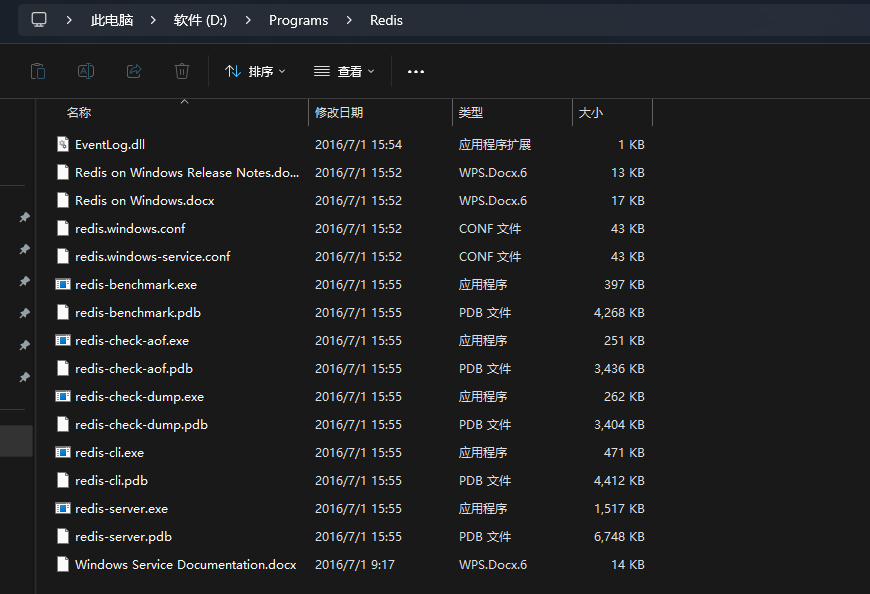 此电脑 > 软件 (D:) > Programs > Redis
排序 查看
名称 修改日期 类型 大小
EventLog.dll 2016/7/1 15:54 应用程序扩展 1 KB
Redis on Windows Release Notes.do... 2016/7/1 15:52 WPS.Docx.6 13 KB
Redis on Windows.docx 2016/7/1 15:52 WPS.Docx.6 17 KB
redis.windows.conf 2016/7/1 15:52 CONF 文件 43 KB
redis.windows-service.conf 2016/7/1 15:52 CONF 文件 43 KB
redis-benchmark.exe 2016/7/1 15:55 应用程序 397 KB
redis-benchmark.pdb 2016/7/1 15:55 PDB 文件 4,268 KB
redis-check-aof.exe 2016/7/1 15:55 应用程序 251 KB
redis-check-aof.pdb 2016/7/1 15:55 PDB 文件 3,436 KB
redis-check-dump.exe 2016/7/1 15:55 应用程序 262 KB
redis-check-dump.pdb 2016/7/1 15:55 PDB 文件 3,404 KB
redis-cli.exe 2016/7/1 15:55 应用程序 471 KB
redis-cli.pdb 2016/7/1 15:55 PDB 文件 4,412 KB
redis-server.exe 2016/7/1 15:55 应用程序 1,517 KB
redis-server.pdb 2016/7/1 15:55 PDB 文件 6,748 KB
Windows Service Documentation.docx 2016/7/1 9:17 WPS.Docx.6 14 KB